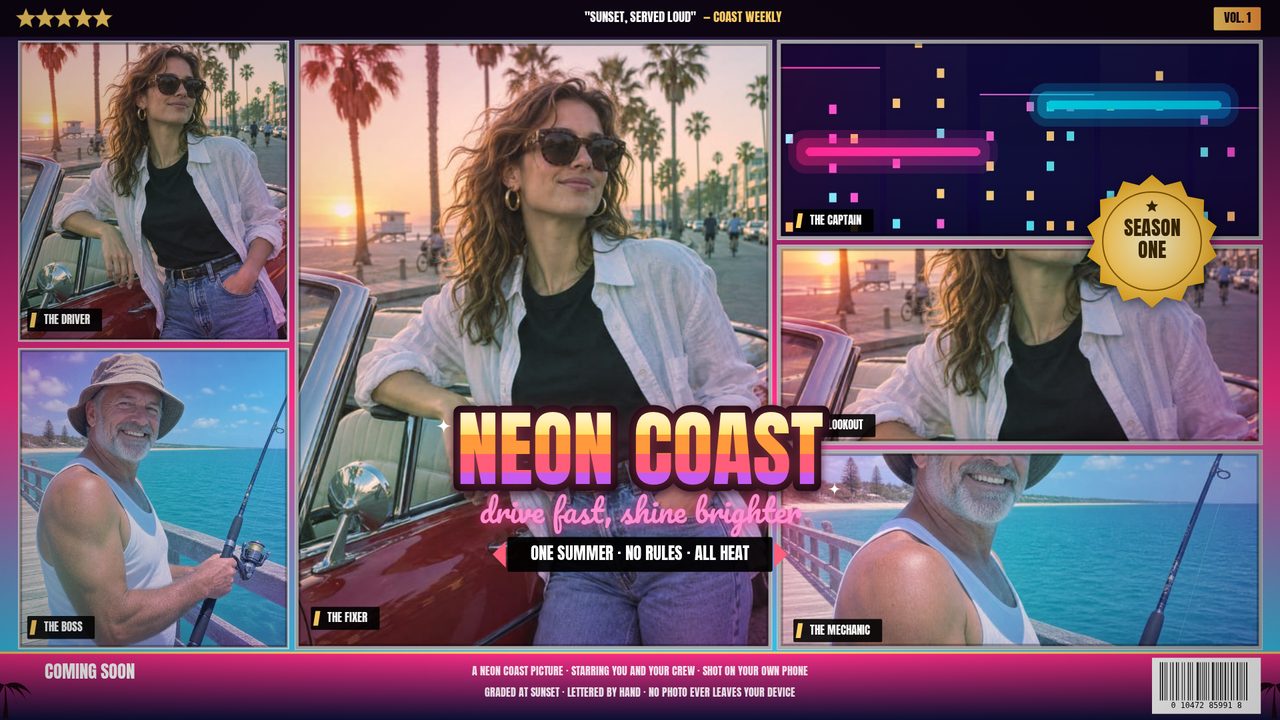 "SUNSET, SERVED LOUD" – COAST WEEKLY
VOL. 1
THE DRIVER
THE CAPTAIN
SEASON
ONE
LOOKOUT
NEON COAST
drive fast, shine brighter
ONE SUMMER · NO RULES · ALL HEAT
THE BOSS
THE FIXER
THE MECHANIC
COMING SOON
A NEON COAST PICTURE · STARRING YOU AND YOUR CREW · SHOT ON YOUR OWN PHONE
GRADED AT SUNSET · LETTERED BY HAND · NO PHOTO EVER LEAVES YOUR DEVICE
0 10472 85991 8